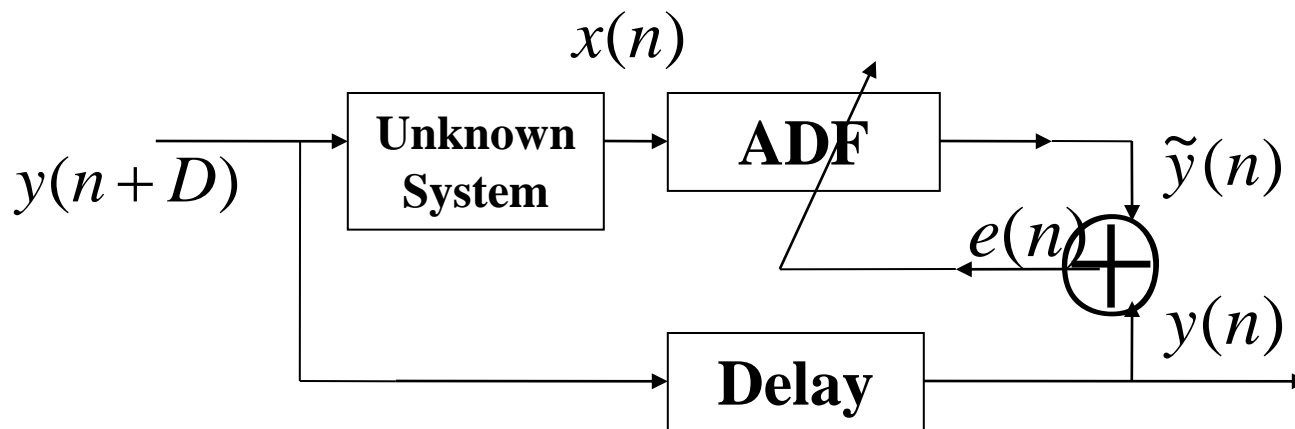 x(n)
Unknown
System
ADF
y(n + D)
ỹ(n)
e(n)
y(n)
Delay